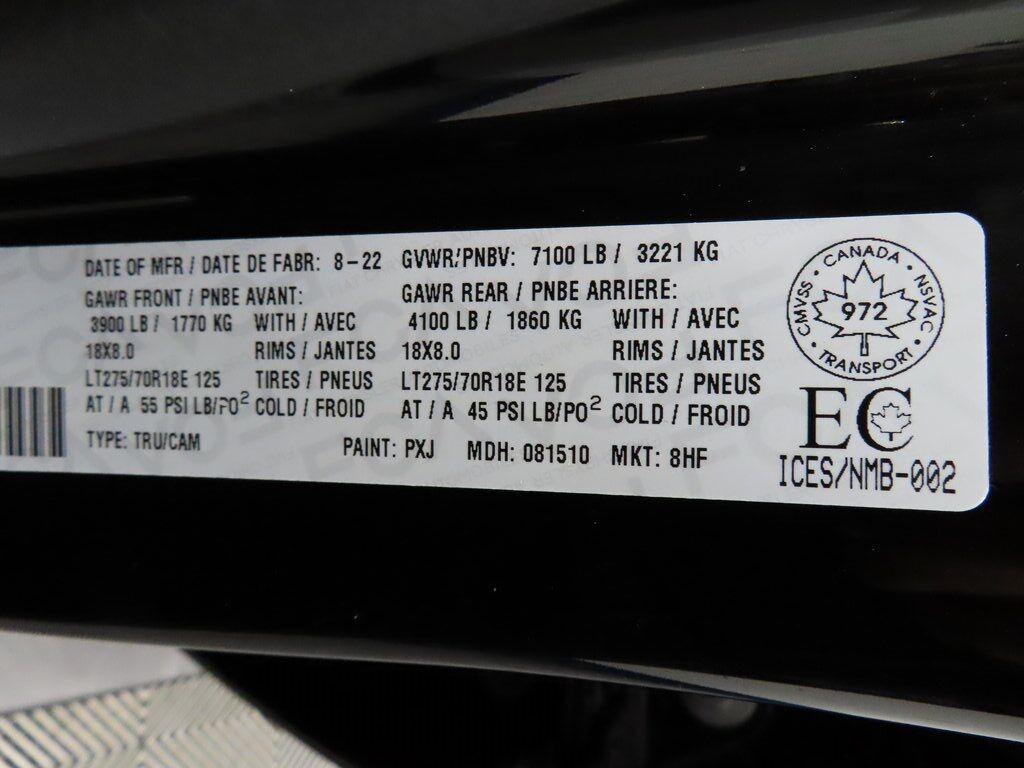 DATE OF MFR / DATE DE FABR: 8-22 GVWR/PNBV: 7100 LB / 3221 KG
GAWR FRONT / PNBE AVANT: GAWR REAR / PNBE ARRIERE:
3900 LB / 1770 KG WITH / AVEC 4100 LB / 1860 KG WITH / AVEC
18X8.0 RIMS / JANTES 18X8.0 RIMS / JANTES
LT275/70R18E 125 TIRES / PNEUS LT275/70R18E 125 TIRES / PNEUS
AT / A 55 PSI LB/PO² COLD / FROID AT / A 45 PSI LB/PO² COLD / FROID
TYPE: TRU/CAM PAINT: PXJ MDH: 081510 MKT: 8HF
CANADA
CMVSS · NSVAC
972
TRANSPORT
EC
ICES/NMB-002